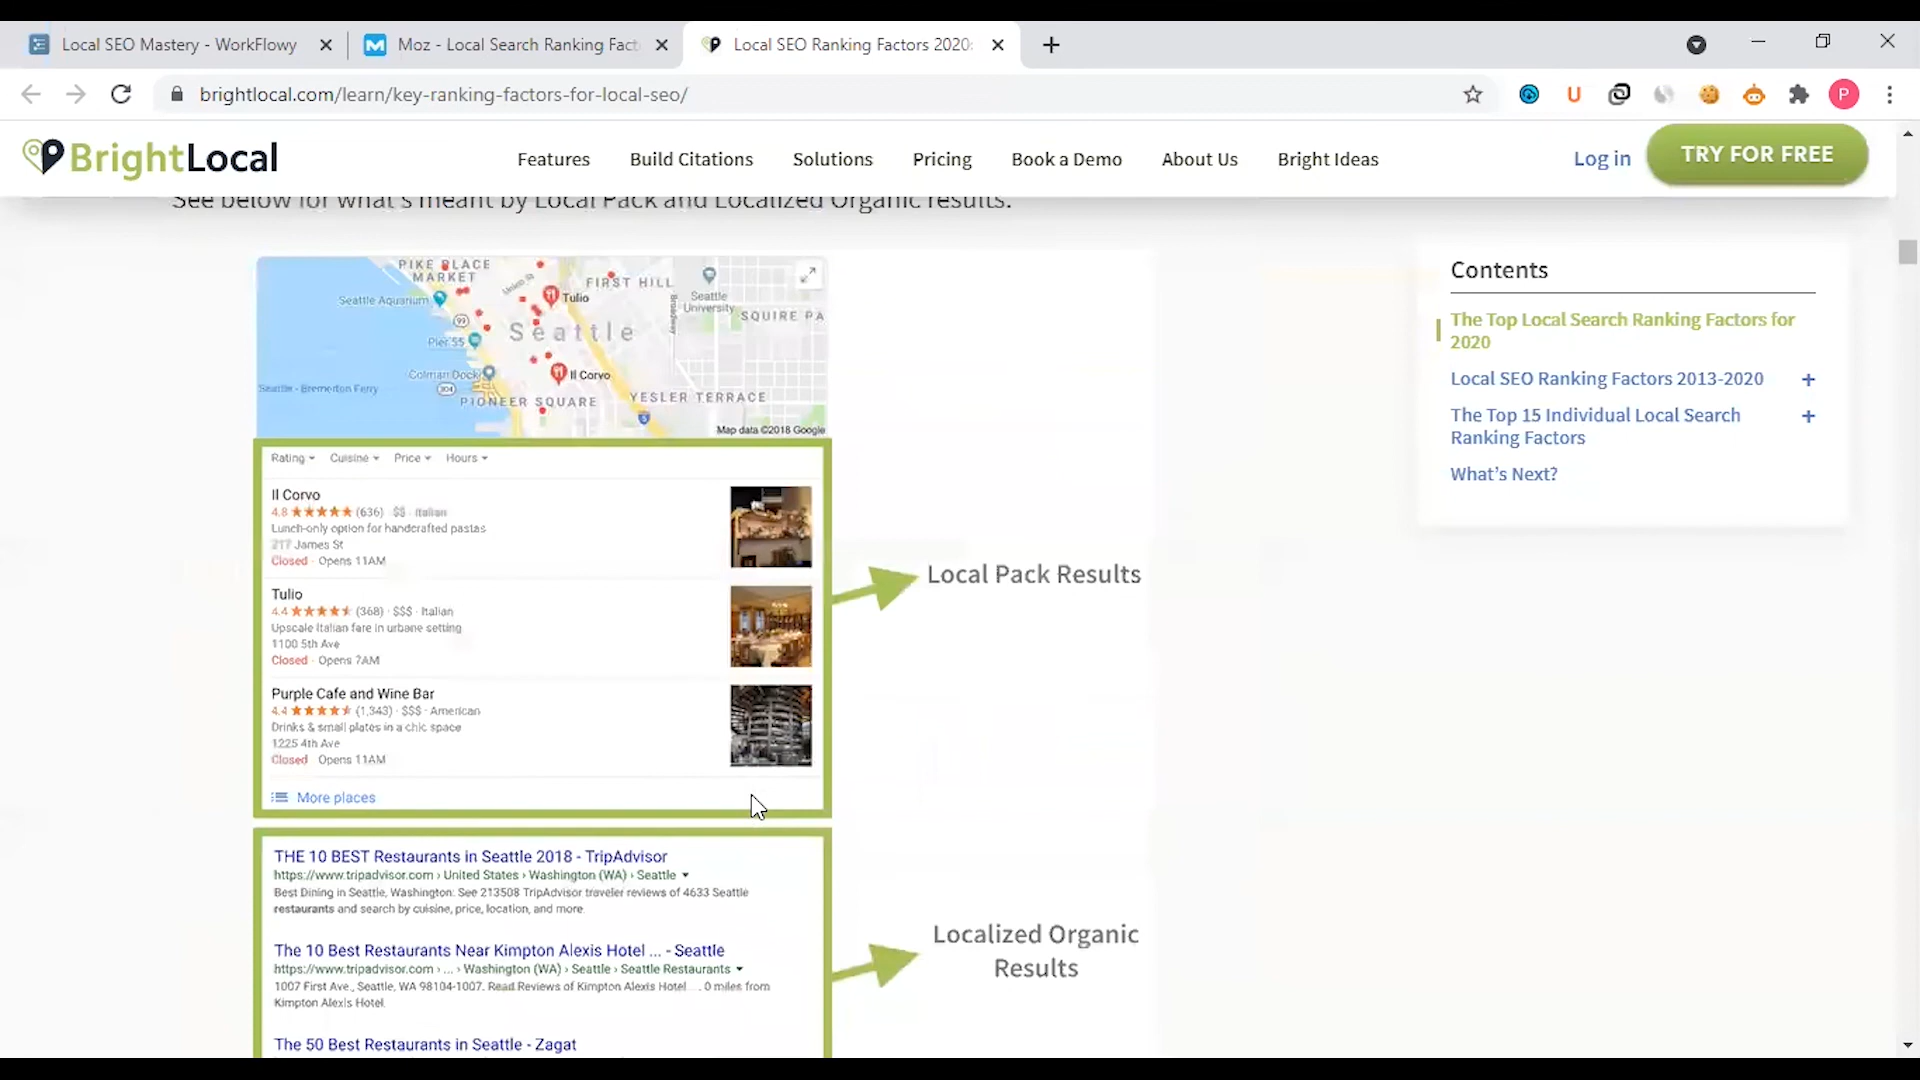 Local SEO Mastery - WorkFlowy
Moz - Local Search Ranking Fact
Local SEO Ranking Factors 2020:
brightlocal.com/learn/key-ranking-factors-for-local-seo/
U
P
BrightLocal
Features
Build Citations
Solutions
Pricing
Book a Demo
About Us
Bright Ideas
Log in
TRY FOR FREE
See below for what's meant by Local Pack and Localized Organic results.
PIKE PLACE
MARKET
Union St
FIRST HILL
Tulio
Seattle Aquarium
Seattle
University
Broadway
SQUIRE PA
99
Seattle
Pier 55
Colman Dock
Il Corvo
304
Seattle - Bremerton Ferry
PIONEER SQUARE
YESLER TERRACE
5
Map data ©2018 Google
Rating Cuisine Price Hours
Il Corvo
4.8 ★★★★★ (636) · $$ · Italian
Lunch-only option for handcrafted pastas
217 James St
Closed · Opens 11AM
Tulio
4.4 ★★★★★ (368) · $$$ · Italian
Upscale Italian fare in urbane setting
1100 5th Ave
Closed · Opens 7AM
Purple Cafe and Wine Bar
4.4 ★★★★★ (1,343) · $$$ · American
Drinks & small plates in a chic space
1225 4th Ave
Closed · Opens 11AM
More places
Local Pack Results
THE 10 BEST Restaurants in Seattle 2018 - TripAdvisor
https://www.tripadvisor.com › United States › Washington (WA) › Seattle
Best Dining in Seattle, Washington: See 213508 TripAdvisor traveler reviews of 4633 Seattle
restaurants and search by cuisine, price, location, and more.
The 10 Best Restaurants Near Kimpton Alexis Hotel ... - Seattle
https://www.tripadvisor.com › ... › Washington (WA) › Seattle › Seattle Restaurants
1007 First Ave., Seattle, WA 98104-1007. Read Reviews of Kimpton Alexis Hotel ... 0 miles from
Kimpton Alexis Hotel.
The 50 Best Restaurants in Seattle - Zagat
Localized Organic
Results
Contents
The Top Local Search Ranking Factors for
2020
Local SEO Ranking Factors 2013-2020 +
The Top 15 Individual Local Search +
Ranking Factors
What's Next?